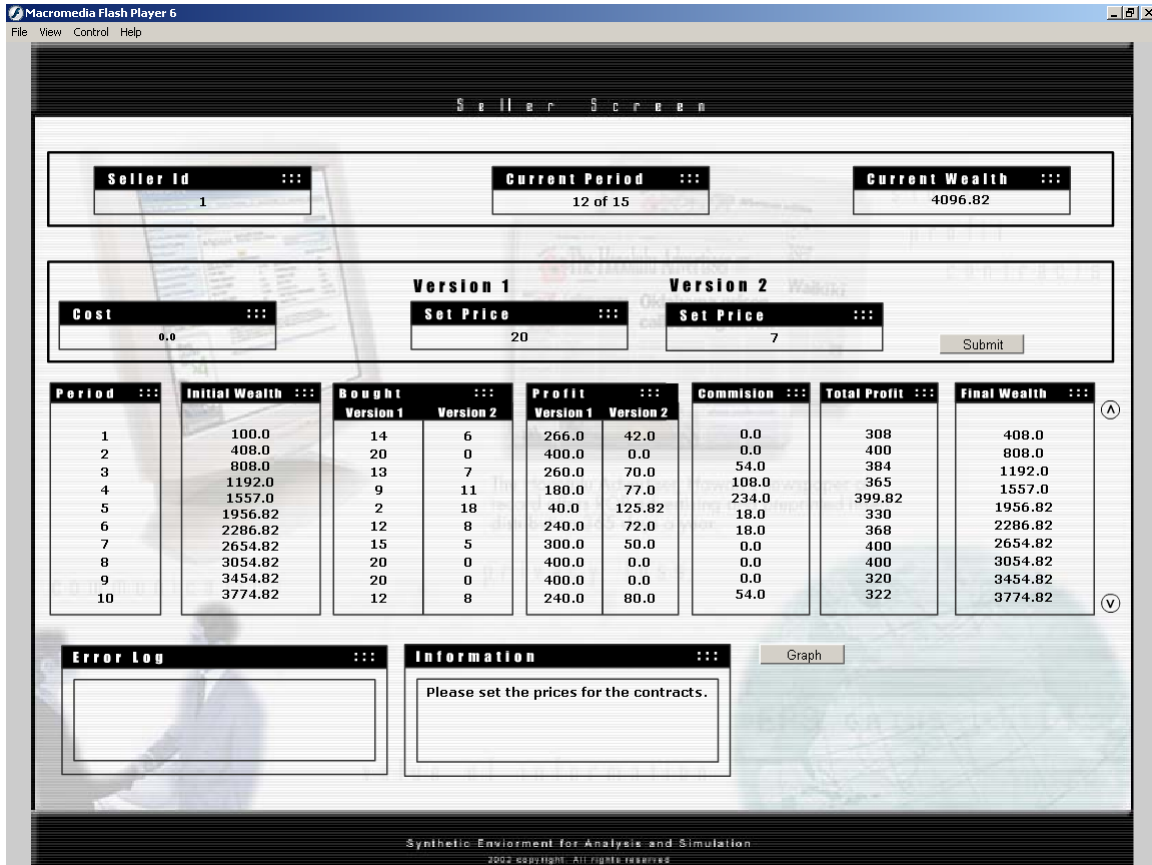 Macromedia Flash Player 6
File View Control Help
Seller Screen
Seller Id
1
Current Period
12 of 15
Current Wealth
4096.82
Version 1
Version 2
Cost
0.0
Set Price
20
Set Price
7
Submit
Period Initial Wealth Bought Profit Commision Total Profit Final Wealth
Version 1 Version 2 Version 1 Version 2
1 100.0 14 6 266.0 42.0 0.0 308 408.0
2 408.0 20 0 400.0 0.0 0.0 400 808.0
3 808.0 13 7 260.0 70.0 54.0 384 1192.0
4 1192.0 9 11 180.0 77.0 108.0 365 1557.0
5 1557.0 2 18 40.0 125.82 234.0 399.82 1956.82
6 1956.82 12 8 240.0 72.0 18.0 330 2286.82
7 2286.82 15 5 300.0 50.0 18.0 368 2654.82
8 2654.82 20 0 400.0 0.0 0.0 400 3054.82
9 3054.82 20 0 400.0 0.0 0.0 400 3454.82
10 3454.82 12 8 240.0 80.0 0.0 320 3774.82
3774.82 54.0 322
Error Log
Information
Graph
Please set the prices for the contracts.
Synthetic Enviorment for Analysis and Simulation
2002 copyright. All rights reserved